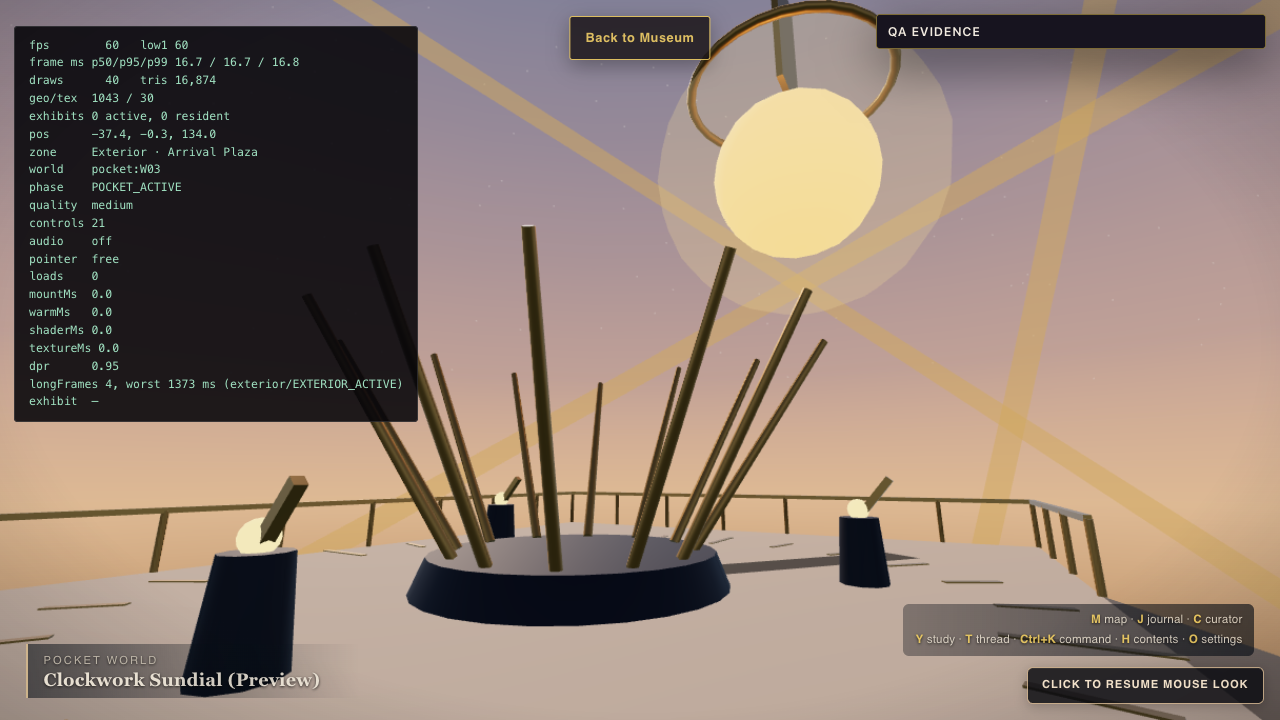 fps 60 low1 60
frame ms p50/p95/p99 16.7 / 16.7 / 16.8
draws 40 tris 16,874
geo/tex 1043 / 30
exhibits 0 active, 0 resident
pos −37.4, −0.3, 134.0
zone Exterior · Arrival Plaza
world pocket:W03
phase POCKET_ACTIVE
quality medium
controls 21
audio off
pointer free
loads 0
mountMs 0.0
warmMs 0.0
shaderMs 0.0
textureMs 0.0
dpr 0.95
longFrames 4, worst 1373 ms (exterior/EXTERIOR_ACTIVE)
exhibit —
Back to Museum
QA EVIDENCE
M map · J journal · C curator
Y study · T thread · Ctrl+K command · H contents · O settings
CLICK TO RESUME MOUSE LOOK
POCKET WORLD
Clockwork Sundial (Preview)